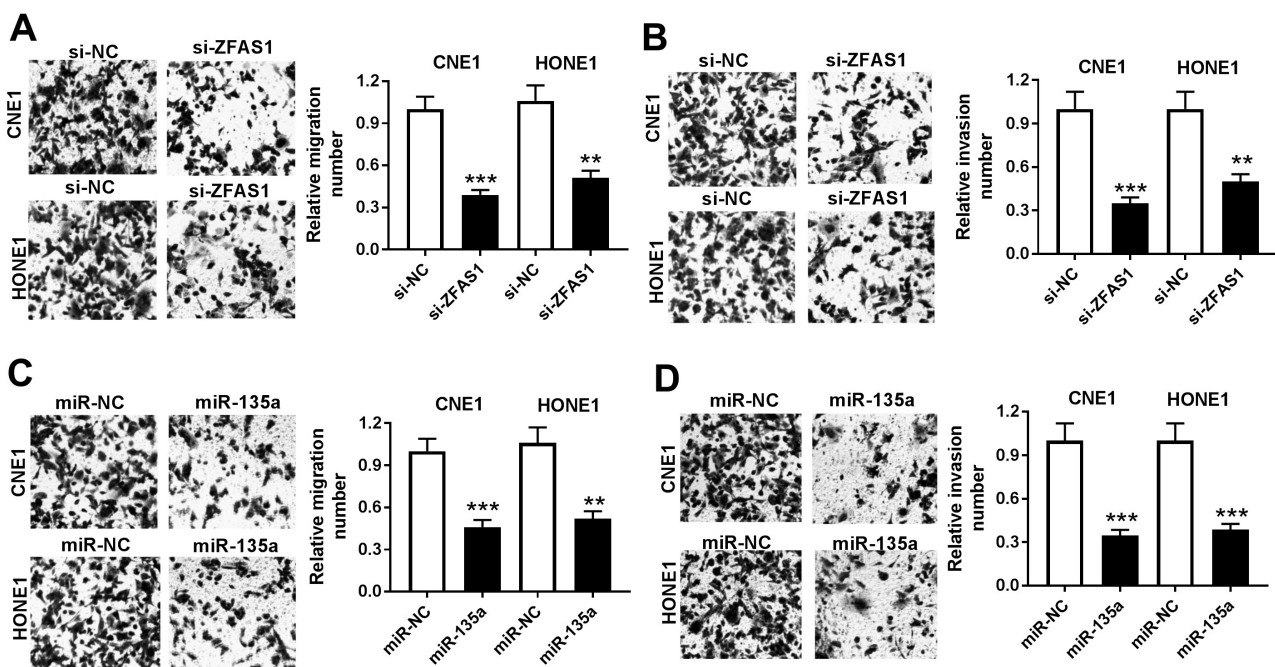 A
si-NC si-ZFAS1
CNE1
si-NC si-ZFAS1
HONE1
CNE1 HONE1
Relative migration
number
1.2
0.9
0.6
0.3
0.0
***
**
si-NC
si-ZFAS1
si-NC
si-ZFAS1
B
si-NC si-ZFAS1
CNE1
si-NC si-ZFAS1
HONE1
CNE1 HONE1
Relative invasion
number
1.2
0.9
0.6
0.3
0.0
***
**
si-NC
si-ZFAS1
si-NC
si-ZFAS1
C
miR-NC miR-135a
CNE1
miR-NC miR-135a
HONE1
CNE1 HONE1
Relative migration
number
1.2
0.9
0.6
0.3
0.0
***
**
miR-NC
miR-135a
miR-NC
miR-135a
D
miR-NC miR-135a
CNE1
miR-NC miR-135a
HONE1
CNE1 HONE1
Relative invasion
number
1.2
0.9
0.6
0.3
0.0
***
***
miR-NC
miR-135a
miR-NC
miR-135a